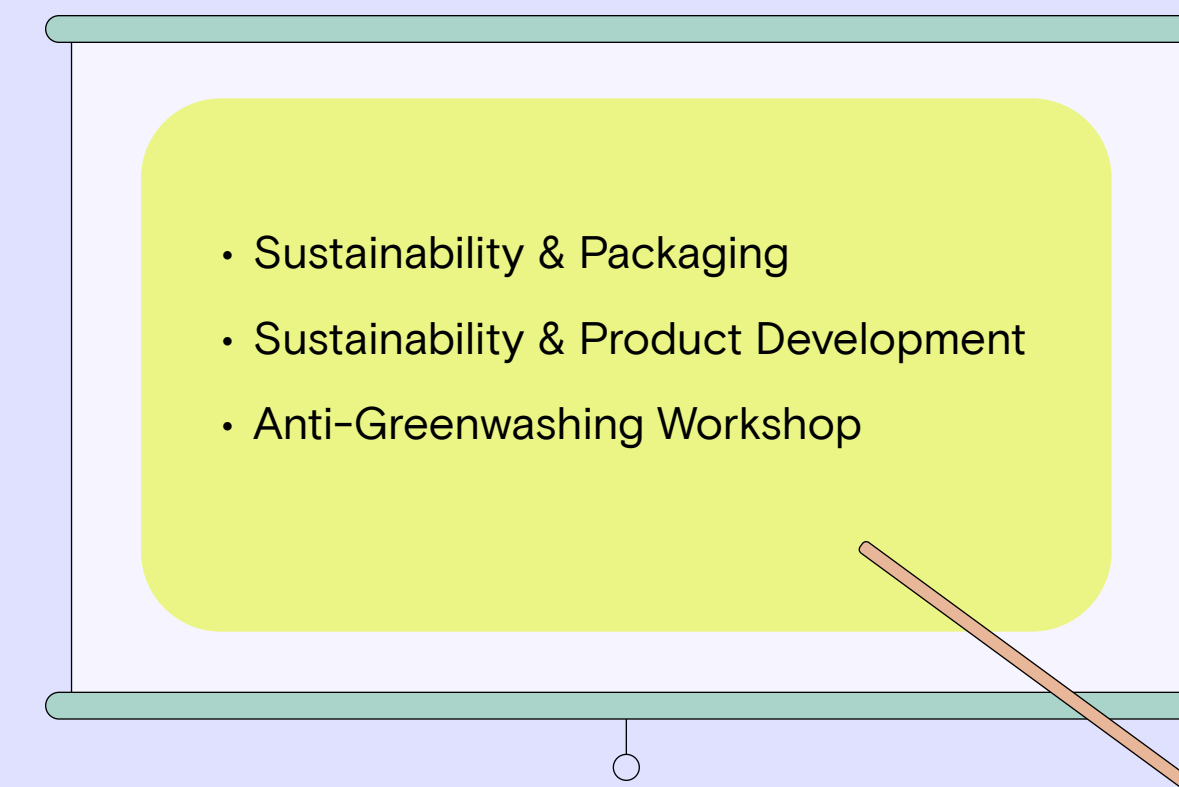 • Sustainability & Packaging
• Sustainability & Product Development
• Anti-Greenwashing Workshop